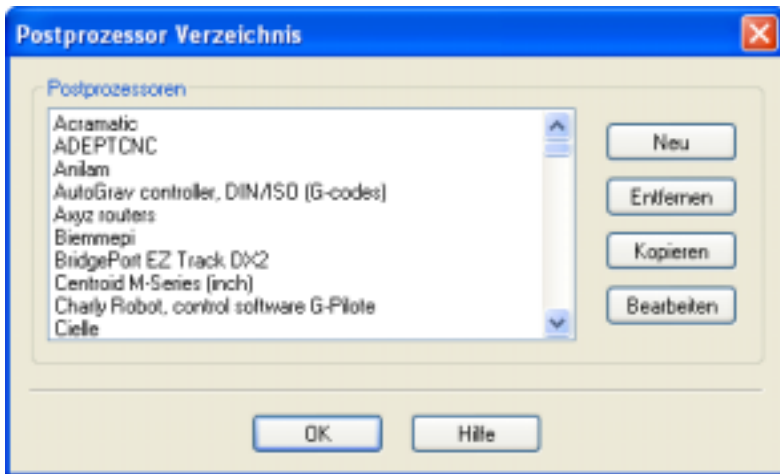 Postprozessor Verzeichnis
Postprozessoren
Acramatic
ADEPTCNC
Anilam
AutoGrav controller, DIN/ISO (G-codes)
Axyz routers
Biemmepi
BridgePort EZ Track DX2
Centroid M-Series (inch)
Charly Robot, control software G-Pilote
Cielle
Neu
Entfernen
Kopieren
Bearbeiten
OK
Hilfe